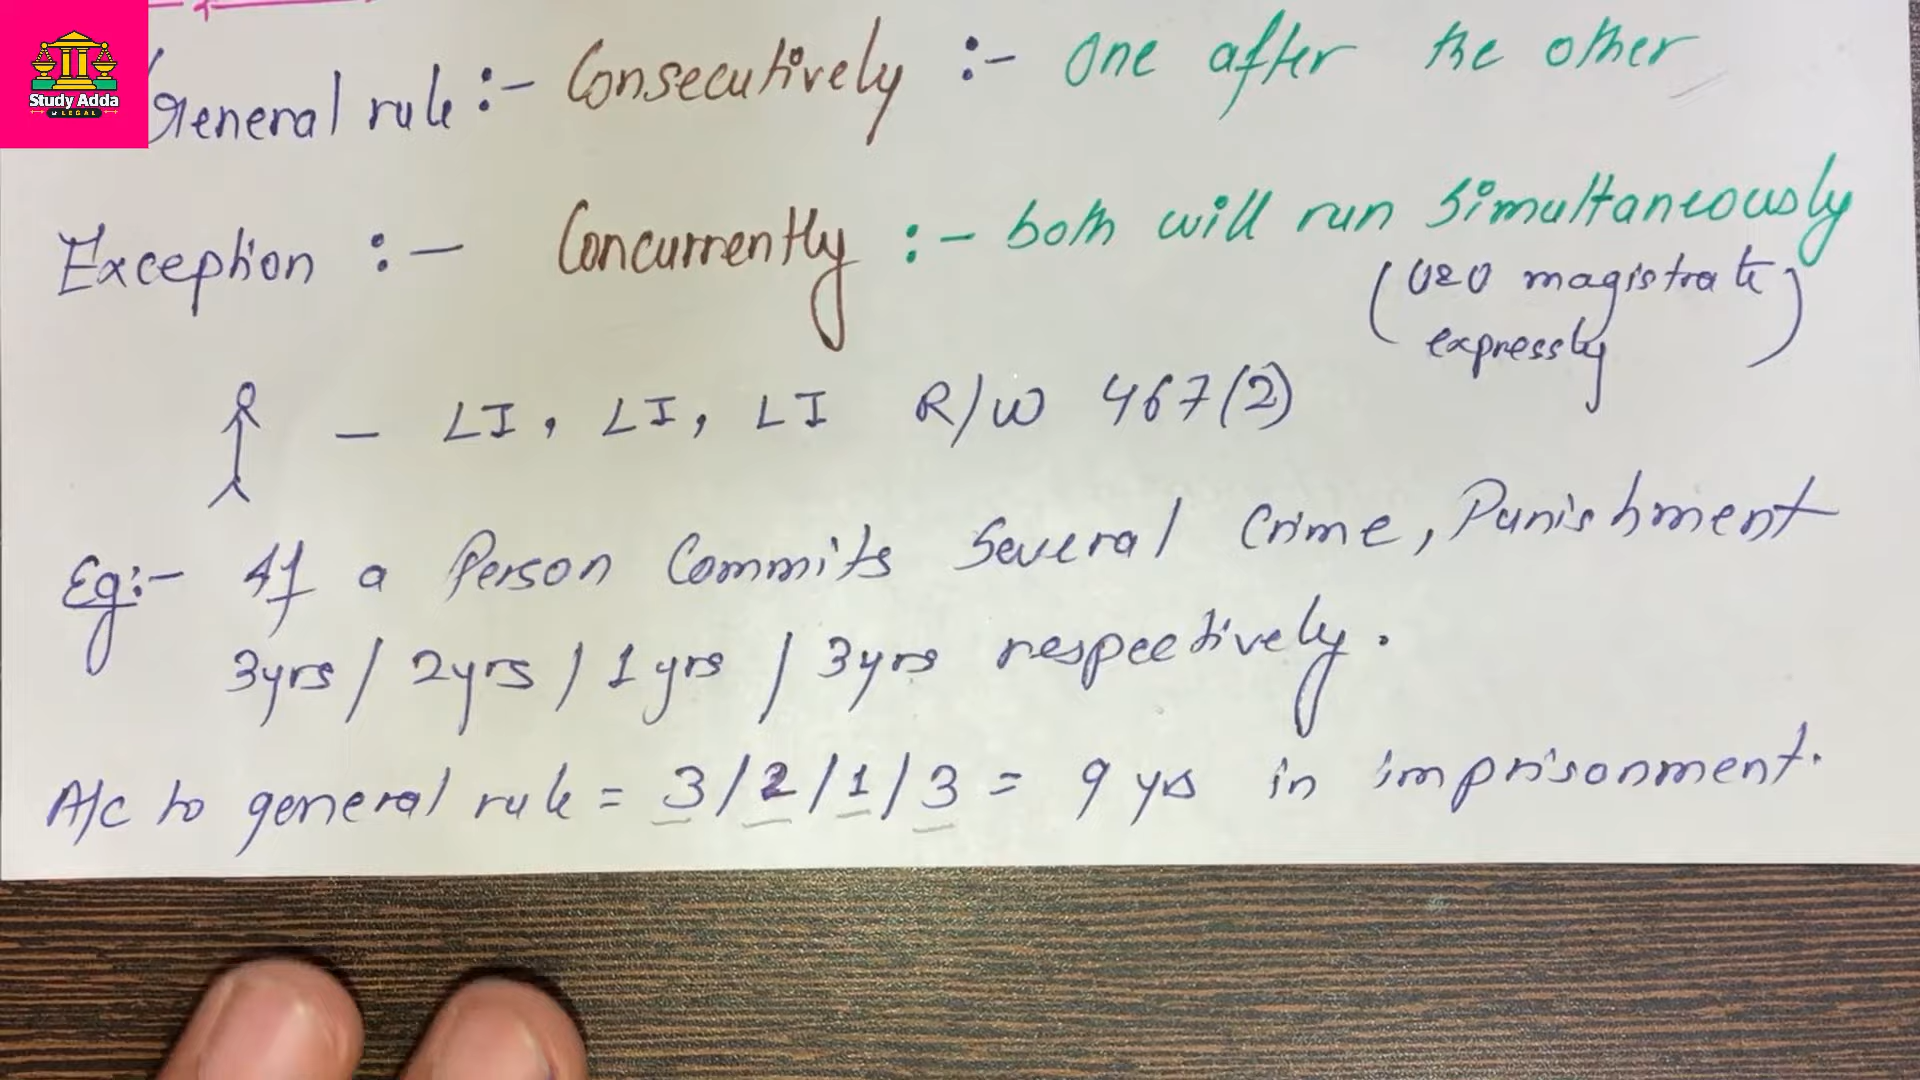 Study Adda
LEGAL
General rule :- Consecutively :- One after the other
Exception :- Concurrently :- both will run simultaneously
( magistrate
expressly )
- LI, LI, LI R/W 467(2)
Eg:- If a Person Commits Several Crime, Punishment
3yrs / 2yrs / 1 yrs / 3yrs respectively.
A/c to general rule = 3/2/1/3 = 9 yrs in imprisonment.